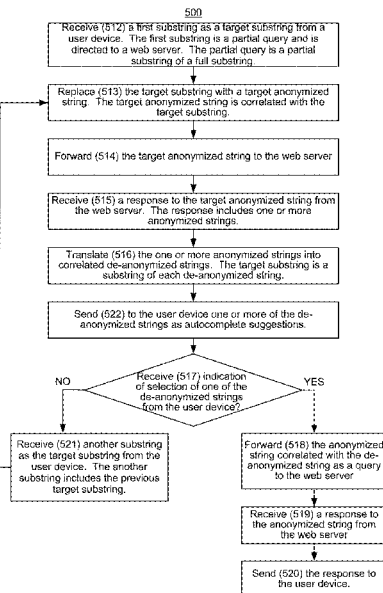 500
Receive (512) a first substring as a target substring from a
user device. The first substring is a partial query and is
directed to a web server. The partial query is a partial
substring of a full substring.
Replace (513) the target substring with a target anonymized
string. The target anonymized string is correlated with the
target substring.
Forward (514) the target anonymized string to the web server
Receive (515) a response to the target anonymized string from
the web server. The response includes one or more
anonymized strings.
Translate (516) the one or more anonymized strings into
correlated de-anonymized strings. The target substring is a
substring of each de-anonymized string.
Send (522) to the user device one or more of the de-
anonymized strings as autocomplete suggestions.
Receive (517) indication
of selection of one of the
de-anonymized strings
from the user device?
NO
YES
Receive (521) another substring
as the target substring from the
user device. The another
substring includes the previous
target substring.
Forward (518) the anonymized
string correlated with the de-
anonymized string as a query
to the web server
Receive (519) a response to
the anonymized string from
the web server
Send (520) the response to
the user device.